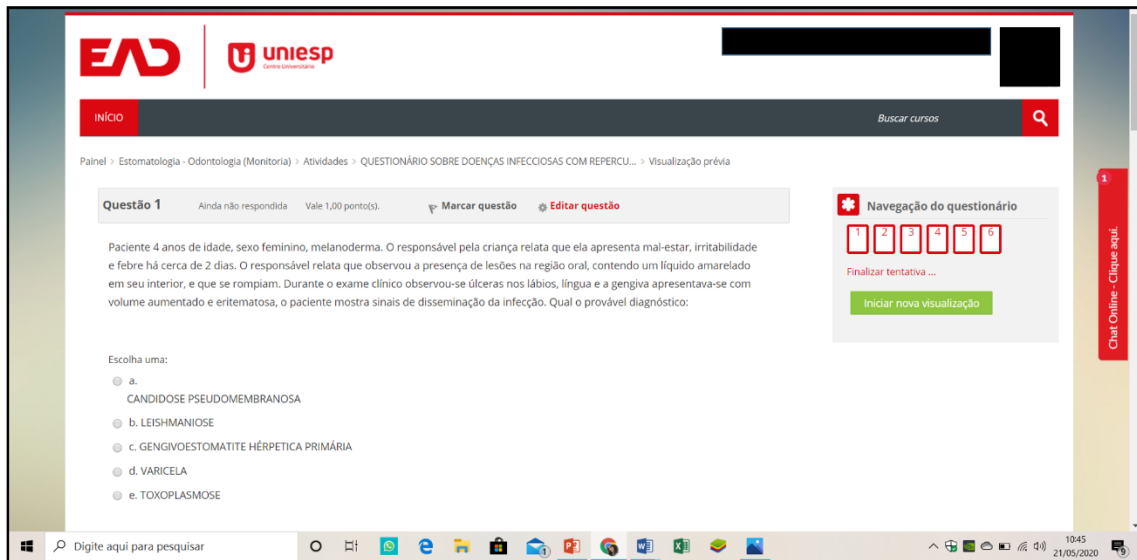 EAD
uniesp
Centro Universitário
INÍCIO
Buscar cursos
Painel > Estomatologia - Odontologia (Monitoria) > Atividades > QUESTIONÁRIO SOBRE DOENÇAS INFECCIOSAS COM REPERCU... > Visualização prévia
Questão 1 Ainda não respondida Vale 1,00 ponto(s). Marcar questão Editar questão
Paciente 4 anos de idade, sexo feminino, melanoderma. O responsável pela criança relata que ela apresenta mal-estar, irritabilidade
e febre há cerca de 2 dias. O responsável relata que observou a presença de lesões na região oral, contendo um líquido amarelado
em seu interior, e que se rompiam. Durante o exame clínico observou-se úlceras nos lábios, língua e a gengiva apresentava-se com
volume aumentado e eritematosa, o paciente mostra sinais de disseminação da infecção. Qual o provável diagnóstico:
Escolha uma:
a.
CANDIDOSE PSEUDOMEMBRANOSA
b. LEISHMANIOSE
c. GENGIVOESTOMATITE HÉRPETICA PRIMÁRIA
d. VARICELA
e. TOXOPLASMOSE
Navegação do questionário
1 2 3 4 5 6
Finalizar tentativa ...
Iniciar nova visualização
1
Chat Online - Clique aqui.
Digite aqui para pesquisar
10:45
21/05/2020